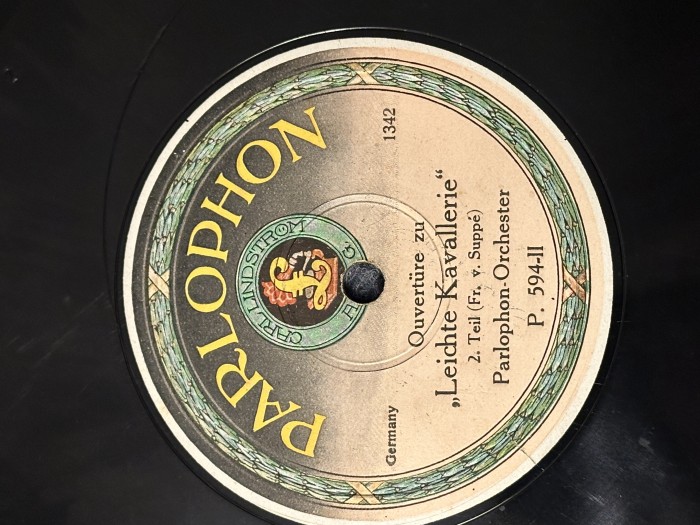 PARLOPHON
CARL LINDSTRÖM A.G.
Germany 1342
Ouvertüre zu
„Leichte Kavallerie“
2. Teil (Fr. v. Suppé)
Parlophon-Orchester
P. 594-II